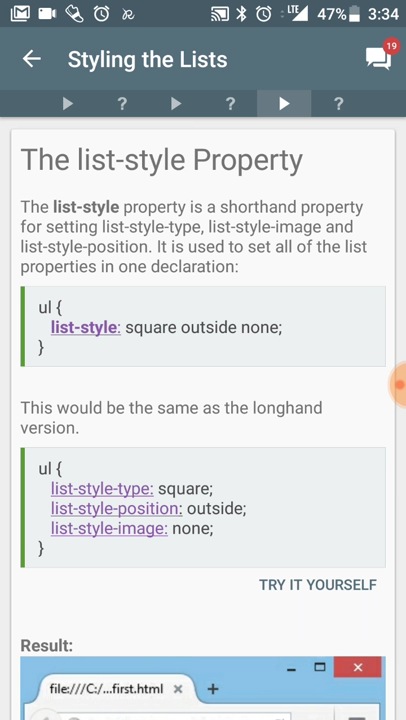 LTE 47% 3:34
Styling the Lists
19
? ? ?
The list-style Property
The list-style property is a shorthand property
for setting list-style-type, list-style-image and
list-style-position. It is used to set all of the list
properties in one declaration:
ul {
list-style: square outside none;
}
This would be the same as the longhand
version.
ul {
list-style-type: square;
list-style-position: outside;
list-style-image: none;
}
TRY IT YOURSELF
Result:
file:///C:/...first.html